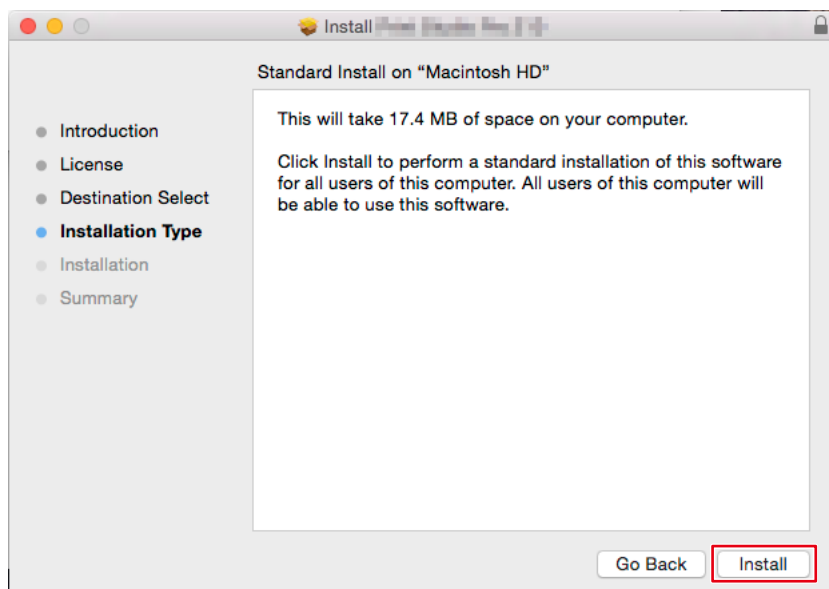 Install
Standard Install on “Macintosh HD”
Introduction
License
Destination Select
Installation Type
Installation
Summary
This will take 17.4 MB of space on your computer.
Click Install to perform a standard installation of this software
for all users of this computer. All users of this computer will
be able to use this software.
Go Back
Install